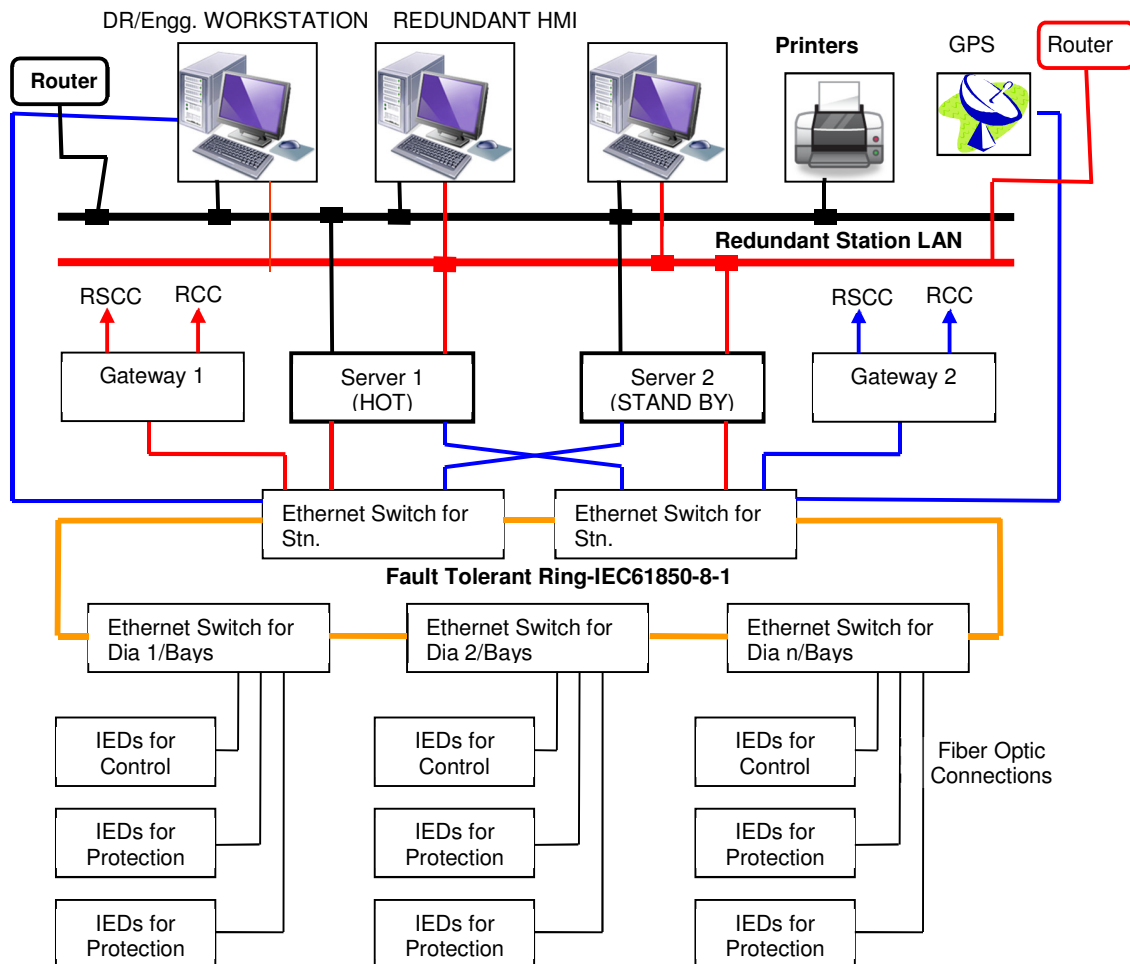 DR/Engg. WORKSTATION
REDUNDANT HMI
Printers
GPS
Router
Router
Redundant Station LAN
RSCC
RCC
RSCC
RCC
Gateway 1
Server 1
(HOT)
Server 2
(STAND BY)
Gateway 2
Ethernet Switch for
Stn.
Ethernet Switch for
Stn.
Fault Tolerant Ring-IEC61850-8-1
Ethernet Switch for
Dia 1/Bays
Ethernet Switch for
Dia 2/Bays
Ethernet Switch for
Dia n/Bays
IEDs for
Control
IEDs for
Control
IEDs for
Control
Fiber Optic
Connections
IEDs for
Protection
IEDs for
Protection
IEDs for
Protection
IEDs for
Protection
IEDs for
Protection
IEDs for
Protection